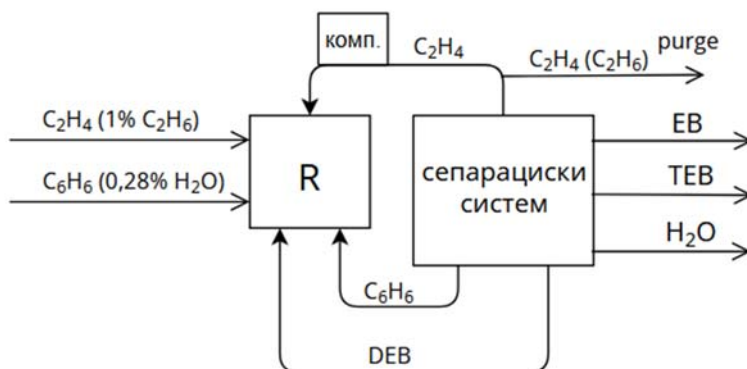 комп.
C₂H₄
C₂H₄ (C₂H₆)
purge
C₂H₄ (1% C₂H₆)
C₆H₆ (0,28% H₂O)
R
сепарациски
систем
EB
TEB
H₂O
C₆H₆
DEB